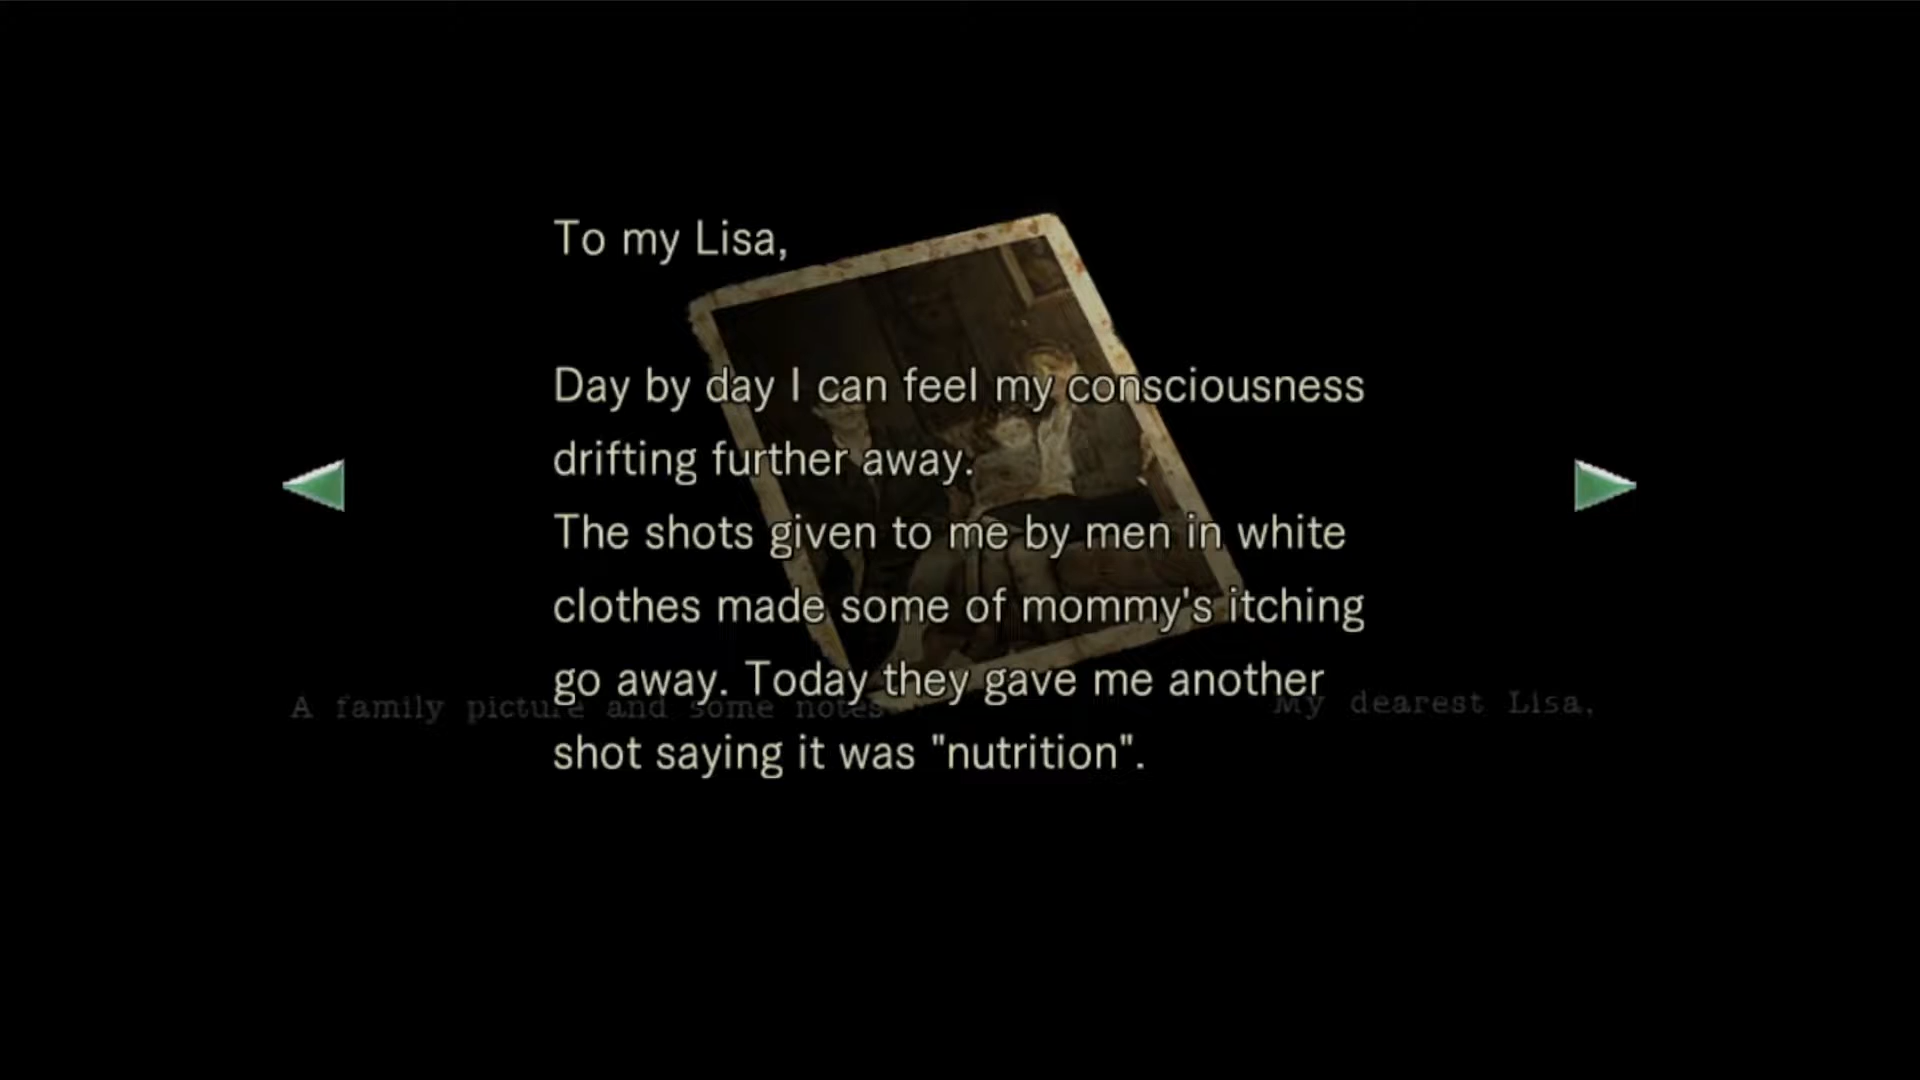 To my Lisa,
Day by day I can feel my consciousness
drifting further away.
The shots given to me by men in white
clothes made some of mommy's itching
go away. Today they gave me another
shot saying it was "nutrition".
A family picture and some notes
My dearest Lisa,